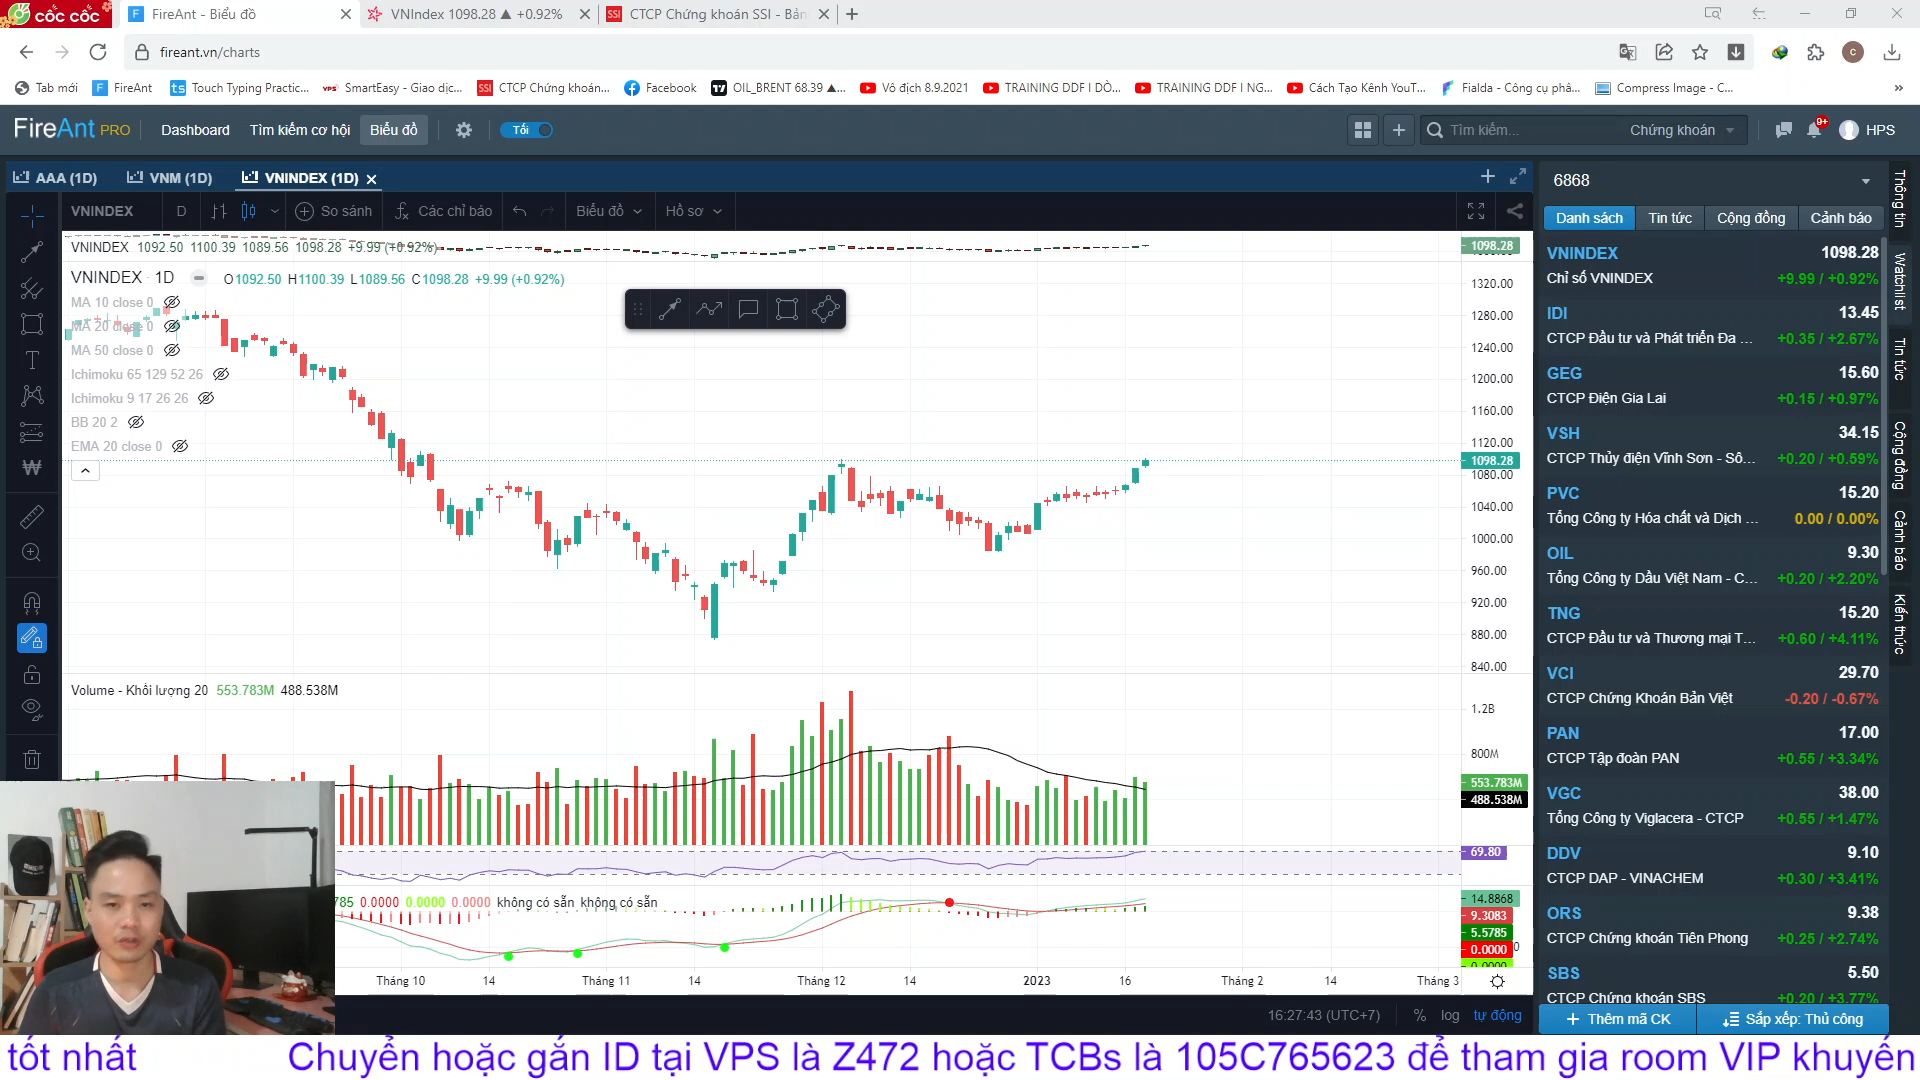 cốc cốc
FireAnt - Biểu đồ
VNIndex 1098.28 ▲ +0.92%
SSI CTCP Chứng khoán SSI - Bản
fireant.vn/charts
Tab mới
FireAnt
Touch Typing Practic...
SmartEasy - Giao dịc...
CTCP Chứng khoán...
Facebook
OIL_BRENT 68.39 ▲...
Vô địch 8.9.2021
TRAINING DDF I DÒ...
TRAINING DDF I NG...
Cách Tạo Kênh YouT...
Fialda - Công cụ phâ...
Compress Image - C...
FireAnt PRO
Dashboard
Tìm kiếm cơ hội
Biểu đồ
Tối
Tìm kiếm...
Chứng khoán
9+
HPS
AAA (1D)
VNM (1D)
VNINDEX (1D)
VNINDEX
D
So sánh
Các chỉ báo
Biểu đồ
Hồ sơ
VNINDEX 1092.50 1100.39 1089.56 1098.28 +9.99 (+0.92%)
VNINDEX · 1D
O1092.50 H1100.39 L1089.56 C1098.28 +9.99 (+0.92%)
MA 10 close 0
MA 20 close 0
MA 50 close 0
Ichimoku 65 129 52 26
Ichimoku 9 17 26 26
BB 20 2
EMA 20 close 0
1098.28
1320.00
1280.00
1240.00
1200.00
1160.00
1120.00
1098.28
1080.00
1040.00
1000.00
960.00
920.00
880.00
840.00
Volume - Khối lượng 20 553.783M 488.538M
1.2B
800M
553.783M
488.538M
69.80
785 0.0000 0.0000 0.0000 không có sẵn không có sẵn
14.8868
9.3083
5.5785
0.0000
0.0000
Tháng 10
14
Tháng 11
14
Tháng 12
14
2023
16
Tháng 2
14
Tháng 3
16:27:43 (UTC+7)
%
log
tự động
6868
Danh sách
Tin tức
Cộng đồng
Cảnh báo
VNINDEX 1098.28
Chỉ số VNINDEX +9.99 / +0.92%
IDI 13.45
CTCP Đầu tư và Phát triển Đa ... +0.35 / +2.67%
GEG 15.60
CTCP Điện Gia Lai +0.15 / +0.97%
VSH 34.15
CTCP Thủy điện Vĩnh Sơn - Sô... +0.20 / +0.59%
PVC 15.20
Tổng Công ty Hóa chất và Dịch ... 0.00 / 0.00%
OIL 9.30
Tổng Công ty Dầu Việt Nam - C... +0.20 / +2.20%
TNG 15.20
CTCP Đầu tư và Thương mại T... +0.60 / +4.11%
VCI 29.70
CTCP Chứng Khoán Bản Việt -0.20 / -0.67%
PAN 17.00
CTCP Tập đoàn PAN +0.55 / +3.34%
VGC 38.00
Tổng Công ty Viglacera - CTCP +0.55 / +1.47%
DDV 9.10
CTCP DAP - VINACHEM +0.30 / +3.41%
ORS 9.38
CTCP Chứng khoán Tiên Phong +0.25 / +2.74%
SBS 5.50
CTCP Chứng khoán SBS +0.20 / +3.77%
Thêm mã CK
Sắp xếp: Thủ công
Thông tin
Watchlist
Tin tức
Cộng đồng
Cảnh báo
Kiến thức
tốt nhất Chuyển hoặc gắn ID tại VPS là Z472 hoặc TCBs là 105C765623 để tham gia room VIP khuyến